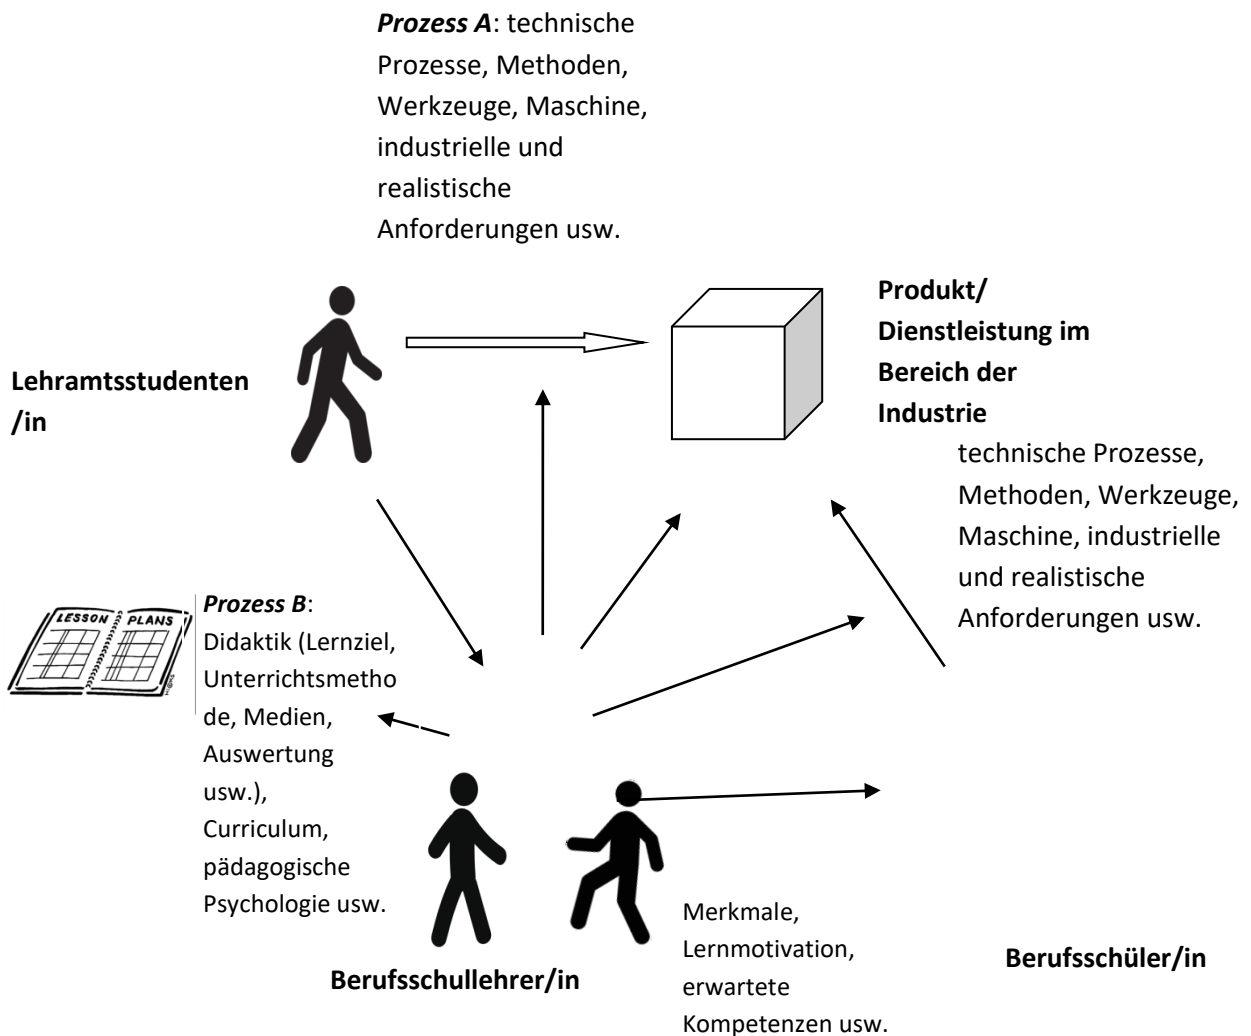 Prozess A: technische
Prozesse, Methoden,
Werkzeuge, Maschine,
industrielle und
realistische
Anforderungen usw.
Produkt/
Dienstleistung im
Bereich der
Industrie
Lehramtsstudenten
/in
technische Prozesse,
Methoden, Werkzeuge,
Maschine, industrielle
und realistische
Anforderungen usw.
LESSON PLANS
Prozess B:
Didaktik (Lernziel,
Unterrichtsmetho
de, Medien,
Auswertung
usw.),
Curriculum,
pädagogische
Psychologie usw.
Berufsschullehrer/in
Merkmale,
Lernmotivation,
erwartete
Kompetenzen usw.
Berufsschüler/in